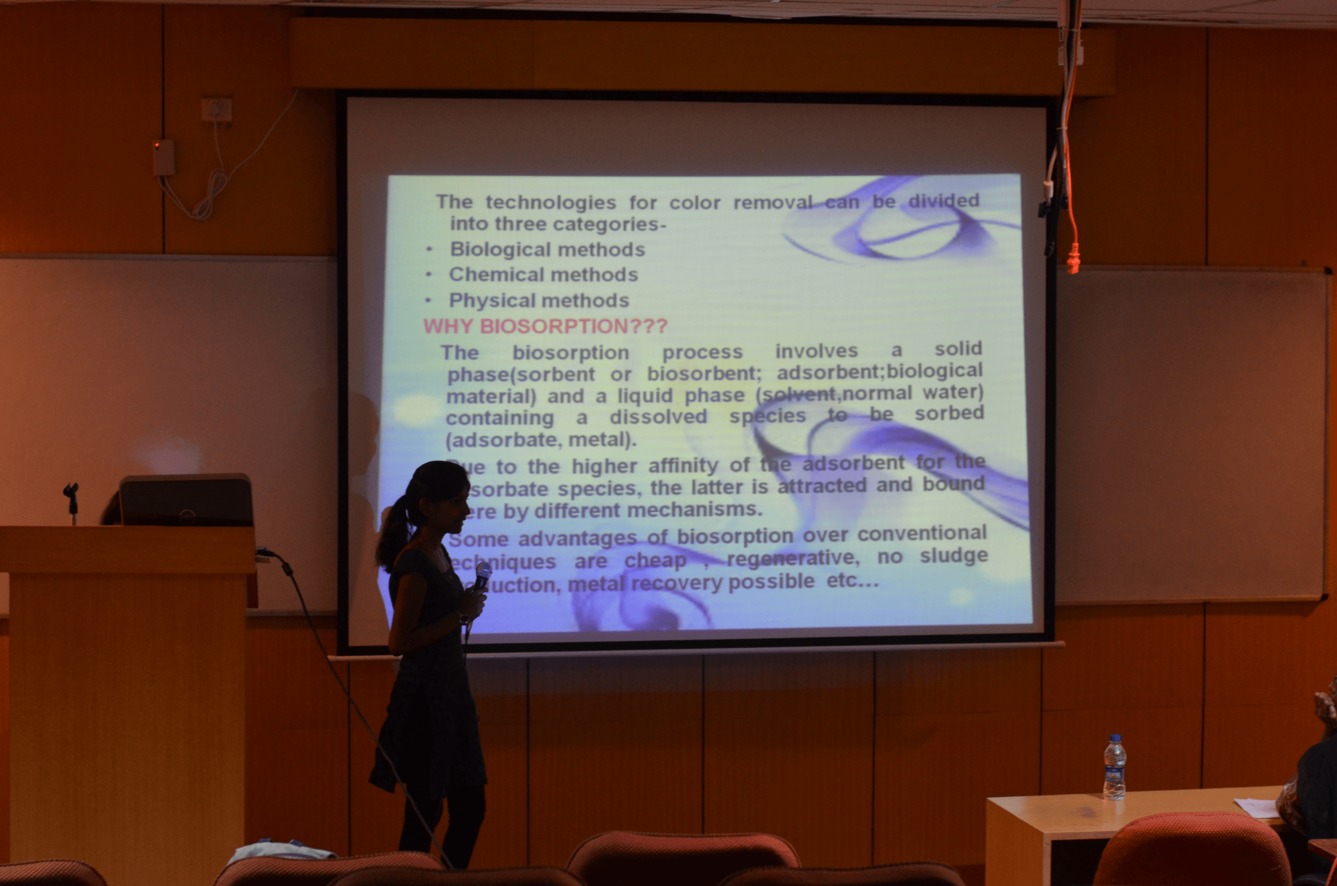 The technologies for color removal can be divided
into three categories-
• Biological methods
• Chemical methods
• Physical methods
WHY BIOSORPTION???
The biosorption process involves a solid
phase(sorbent or biosorbent; adsorbent;biological
material) and a liquid phase (solvent,normal water)
containing a dissolved species to be sorbed
(adsorbate, metal).
to the higher affinity of the adsorbent for the
species, the latter is attracted and bound
by different mechanisms.
Some advantages of biosorption over conventional
are cheap , regenerative, no sludge
metal recovery possible etc...